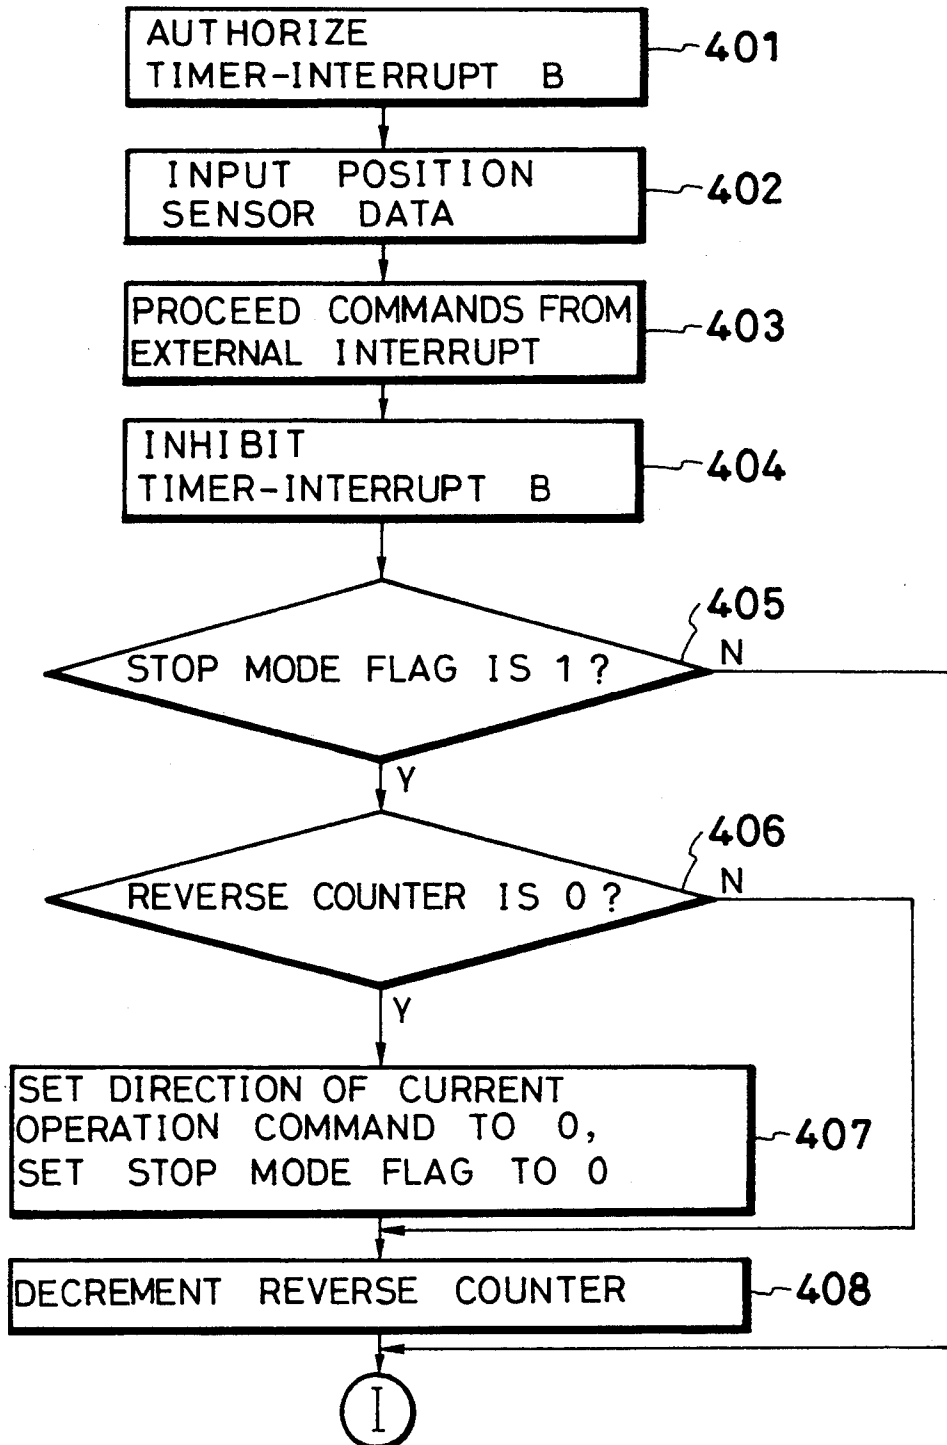 AUTHORIZE
TIMER-INTERRUPT B
401
INPUT POSITION
SENSOR DATA
402
PROCEED COMMANDS FROM
EXTERNAL INTERRUPT
403
INHIBIT
TIMER-INTERRUPT B
404
STOP MODE FLAG IS 1?
405
N
Y
REVERSE COUNTER IS 0?
406
N
Y
SET DIRECTION OF CURRENT
OPERATION COMMAND TO 0,
SET STOP MODE FLAG TO 0
407
DECREMENT REVERSE COUNTER
408
I